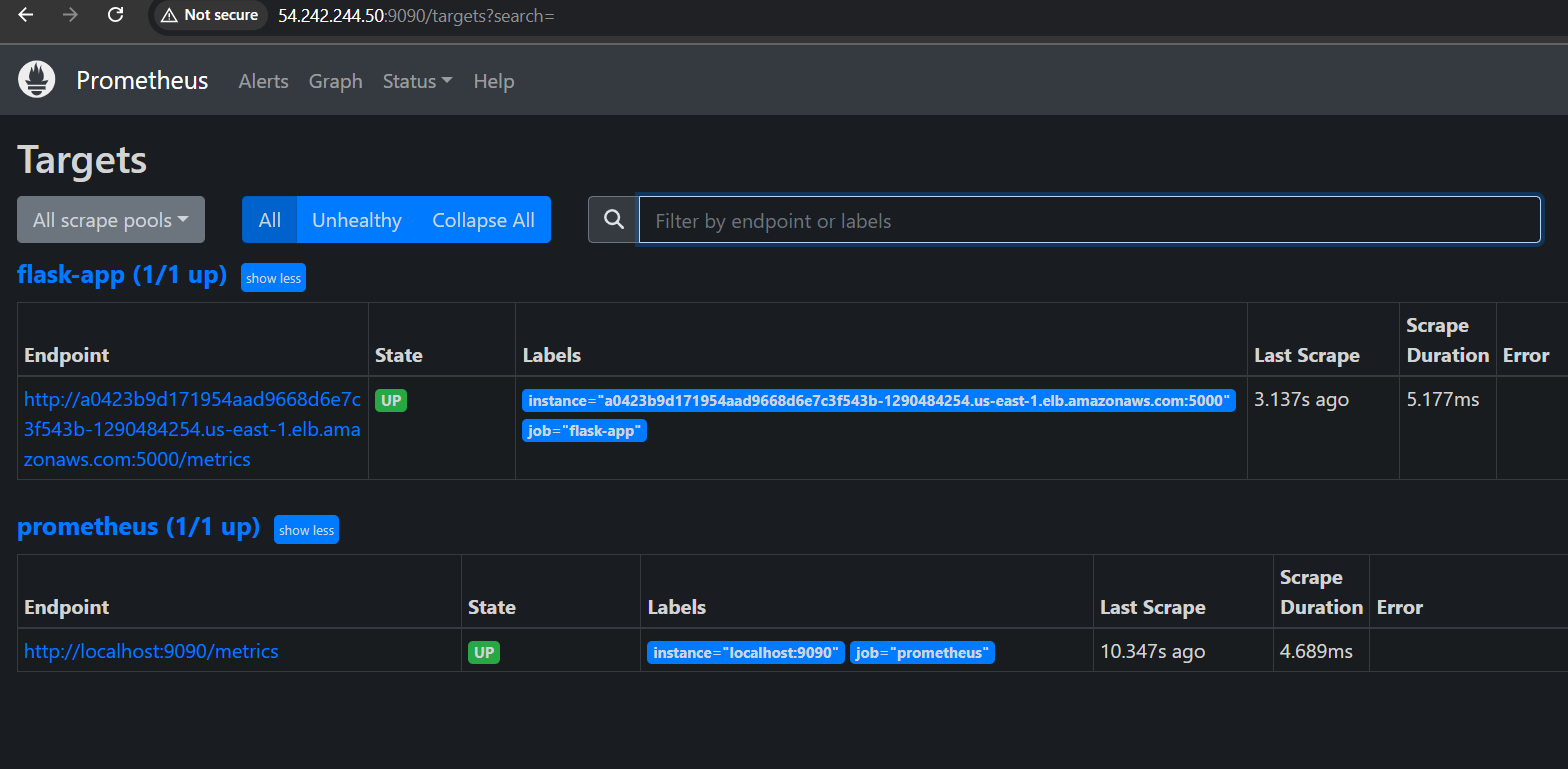 Not secure 54.242.244.50:9090/targets?search=
Prometheus Alerts Graph Status Help
Targets
All scrape pools All Unhealthy Collapse All Filter by endpoint or labels
flask-app (1/1 up) show less
Endpoint State Labels Last Scrape Scrape Duration Error
http://a0423b9d171954aad9668d6e7c
3f543b-1290484254.us-east-1.elb.ama
zonaws.com:5000/metrics
UP
instance="a0423b9d171954aad9668d6e7c3f543b-1290484254.us-east-1.elb.amazonaws.com:5000"
job="flask-app"
3.137s ago
5.177ms
prometheus (1/1 up) show less
Endpoint State Labels Last Scrape Scrape Duration Error
http://localhost:9090/metrics UP instance="localhost:9090" job="prometheus" 10.347s ago 4.689ms